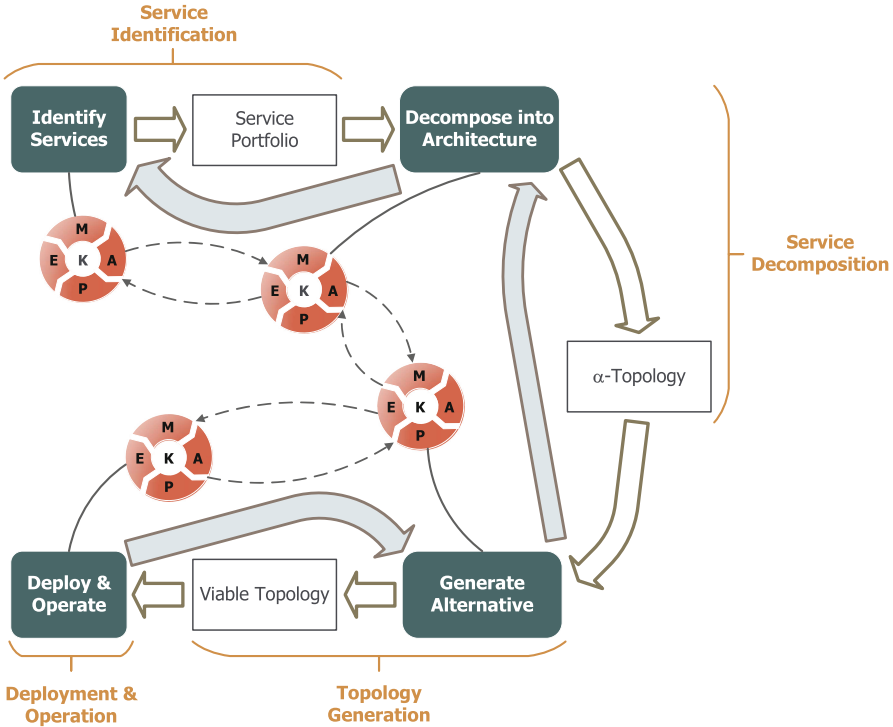 Service
Identification
Identify
Services
Service
Portfolio
Decompose into
Architecture
Service
Decomposition
M
E K A
P
M
E K A
P
α-Topology
M
E K A
P
M
E K A
P
Deploy &
Operate
Viable Topology
Generate
Alternative
Deployment &
Operation
Topology
Generation